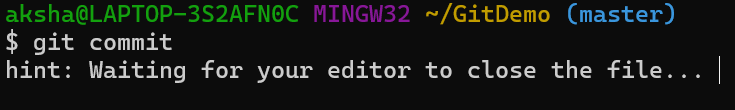 aksha@LAPTOP-3S2AFN0C MINGW32 ~/GitDemo (master)
$ git commit
hint: Waiting for your editor to close the file...